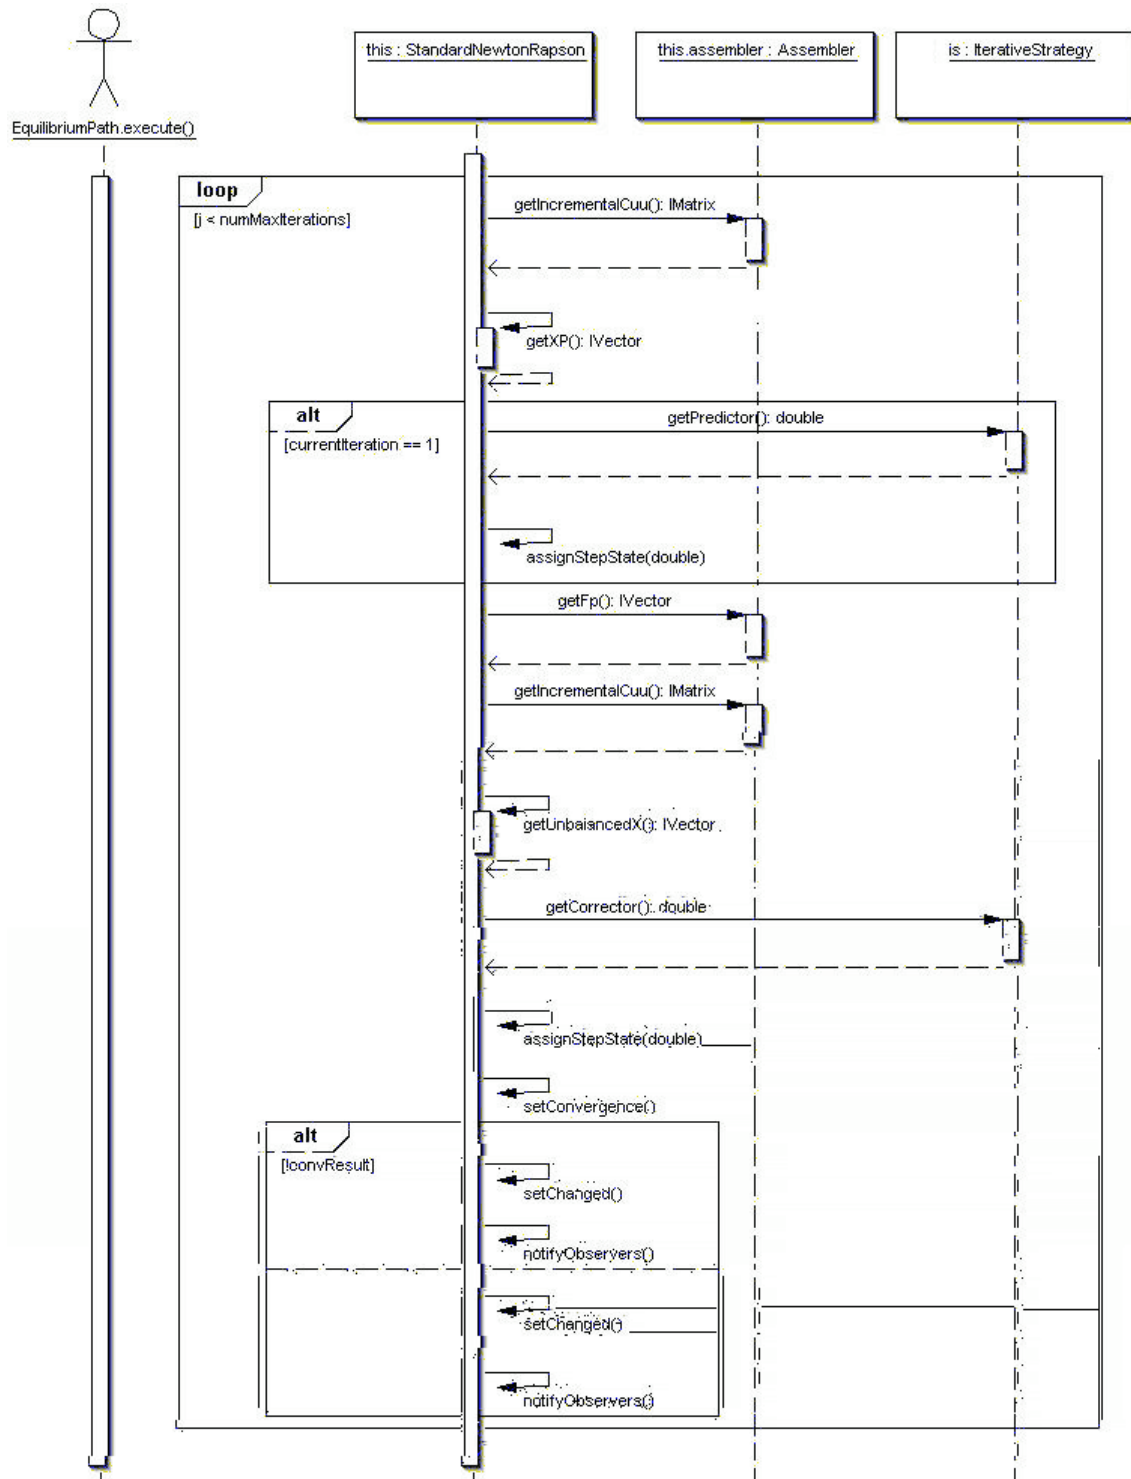 this : StandardNewtonRapson
this.assembler : Assembler
is : IterativeStrategy
EquilibriumPath.execute()
loop
[j < numMaxIterations]
getIncrementalCuu(): IMatrix
getXP(): IVector
alt
[currentIteration == 1]
getPredictor(): double
assignStepState(double)
getFp(): IVector
getIncrementalCuu(): IMatrix
getUnbalancedX(): IVector
getCorrector(): double
assignStepState(double)
setConvergence()
alt
[!convResult]
setChanged()
notifyObservers()
setChanged()
notifyObservers()